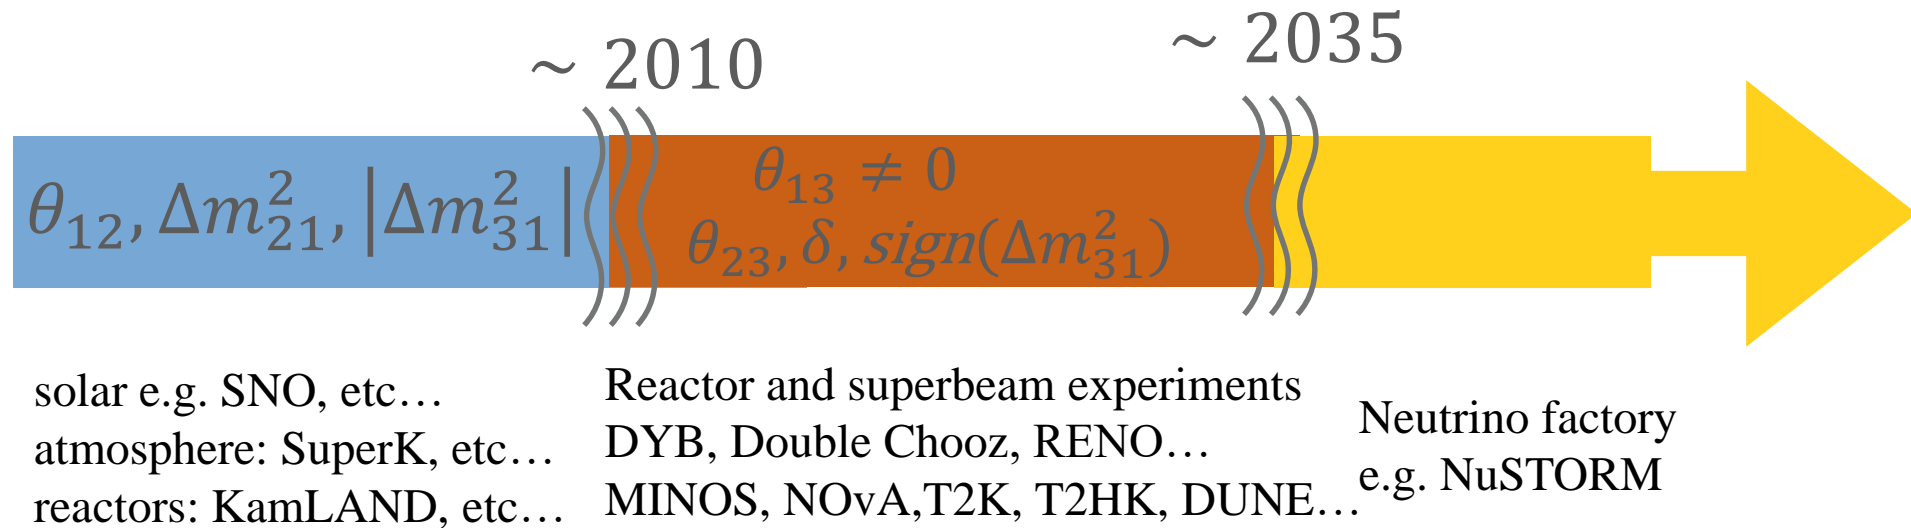 ~ 2010
~ 2035
θ₁₂, Δm²₂₁, |Δm²₃₁|
θ₁₃ ≠ 0
θ₂₃, δ, sign(Δm²₃₁)
solar e.g. SNO, etc…
atmosphere: SuperK, etc…
reactors: KamLAND, etc…
Reactor and superbeam experiments
DYB, Double Chooz, RENO…
MINOS, NOvA,T2K, T2HK, DUNE…
Neutrino factory
e.g. NuSTORM